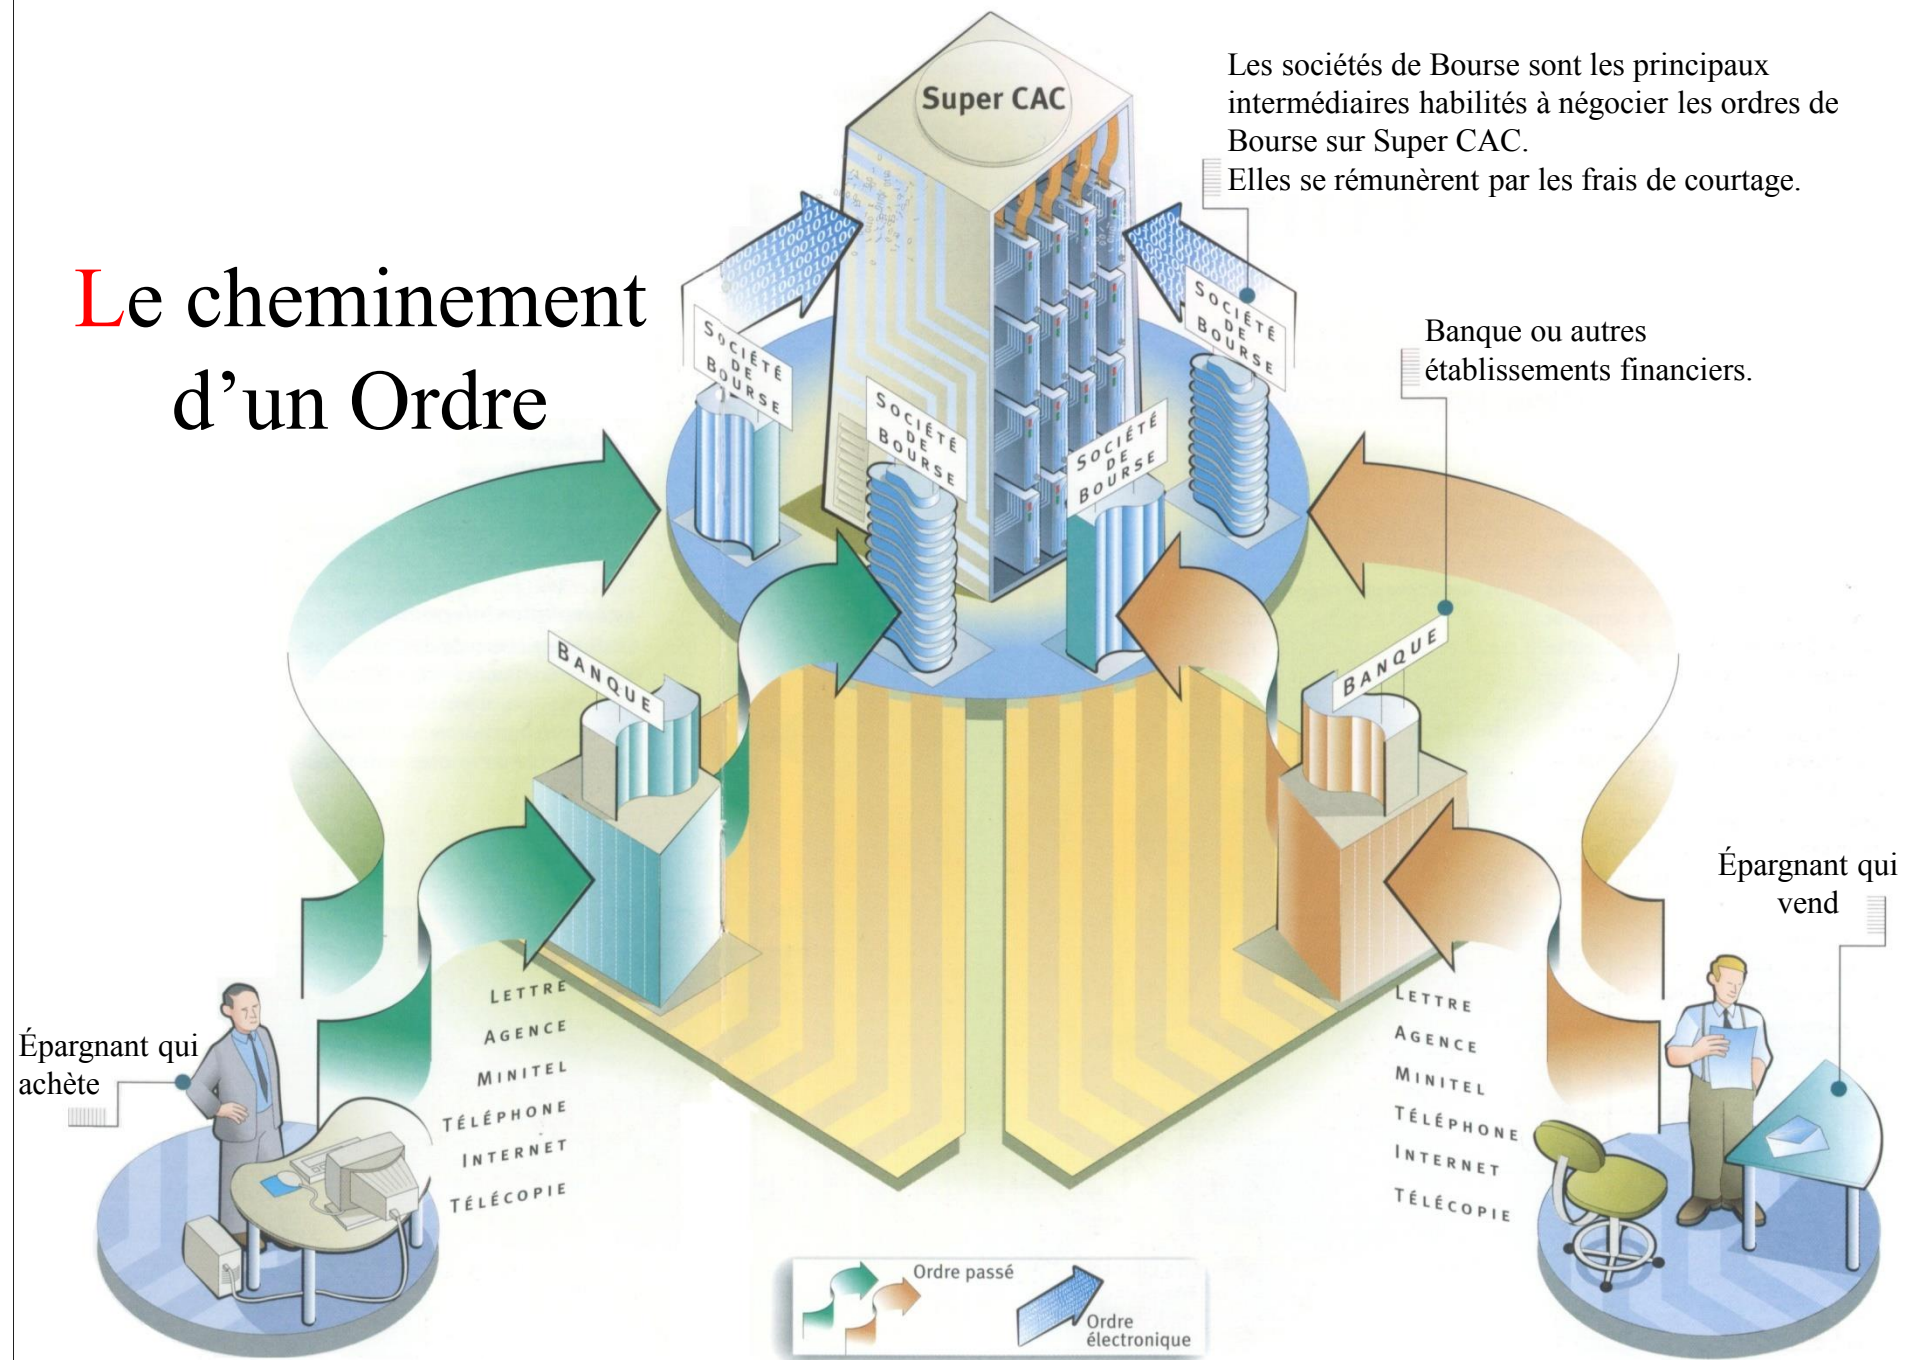 Super CAC
Les sociétés de Bourse sont les principaux
intermédiaires habilités à négocier les ordres de
Bourse sur Super CAC.
Elles se rémunèrent par les frais de courtage.
Le cheminement
d’un Ordre
SOCIÉTÉ
DE
BOURSE
SOCIÉTÉ
DE
BOURSE
SOCIÉTÉ
DE
BOURSE
SOCIÉTÉ
DE
BOURSE
Banque ou autres
établissements financiers.
BANQUE
BANQUE
Épargnant qui
vend
Épargnant qui
achète
LETTRE
AGENCE
MINITEL
TÉLÉPHONE
INTERNET
TÉLÉCOPIE
LETTRE
AGENCE
MINITEL
TÉLÉPHONE
INTERNET
TÉLÉCOPIE
Ordre passé
Ordre
électronique